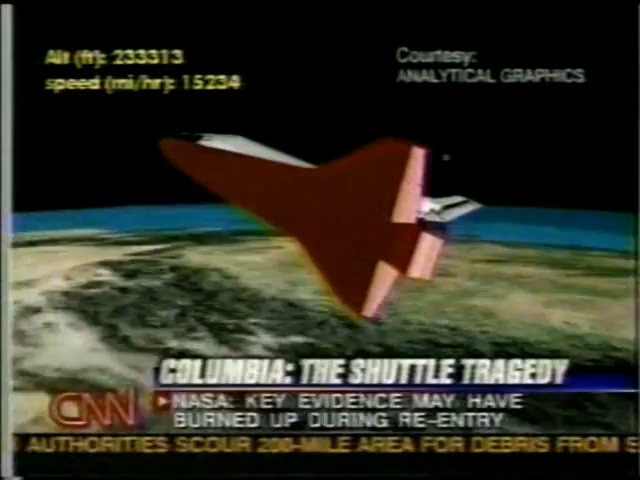 Alt (ft): 233313
speed (mi/hr): 15234
Courtesy:
ANALYTICAL GRAPHICS
COLUMBIA: THE SHUTTLE TRAGEDY
CNN
NASA: KEY EVIDENCE MAY HAVE
BURNED UP DURING RE-ENTRY
AUTHORITIES SCOUR 200-MILE AREA FOR DEBRIS FROM S